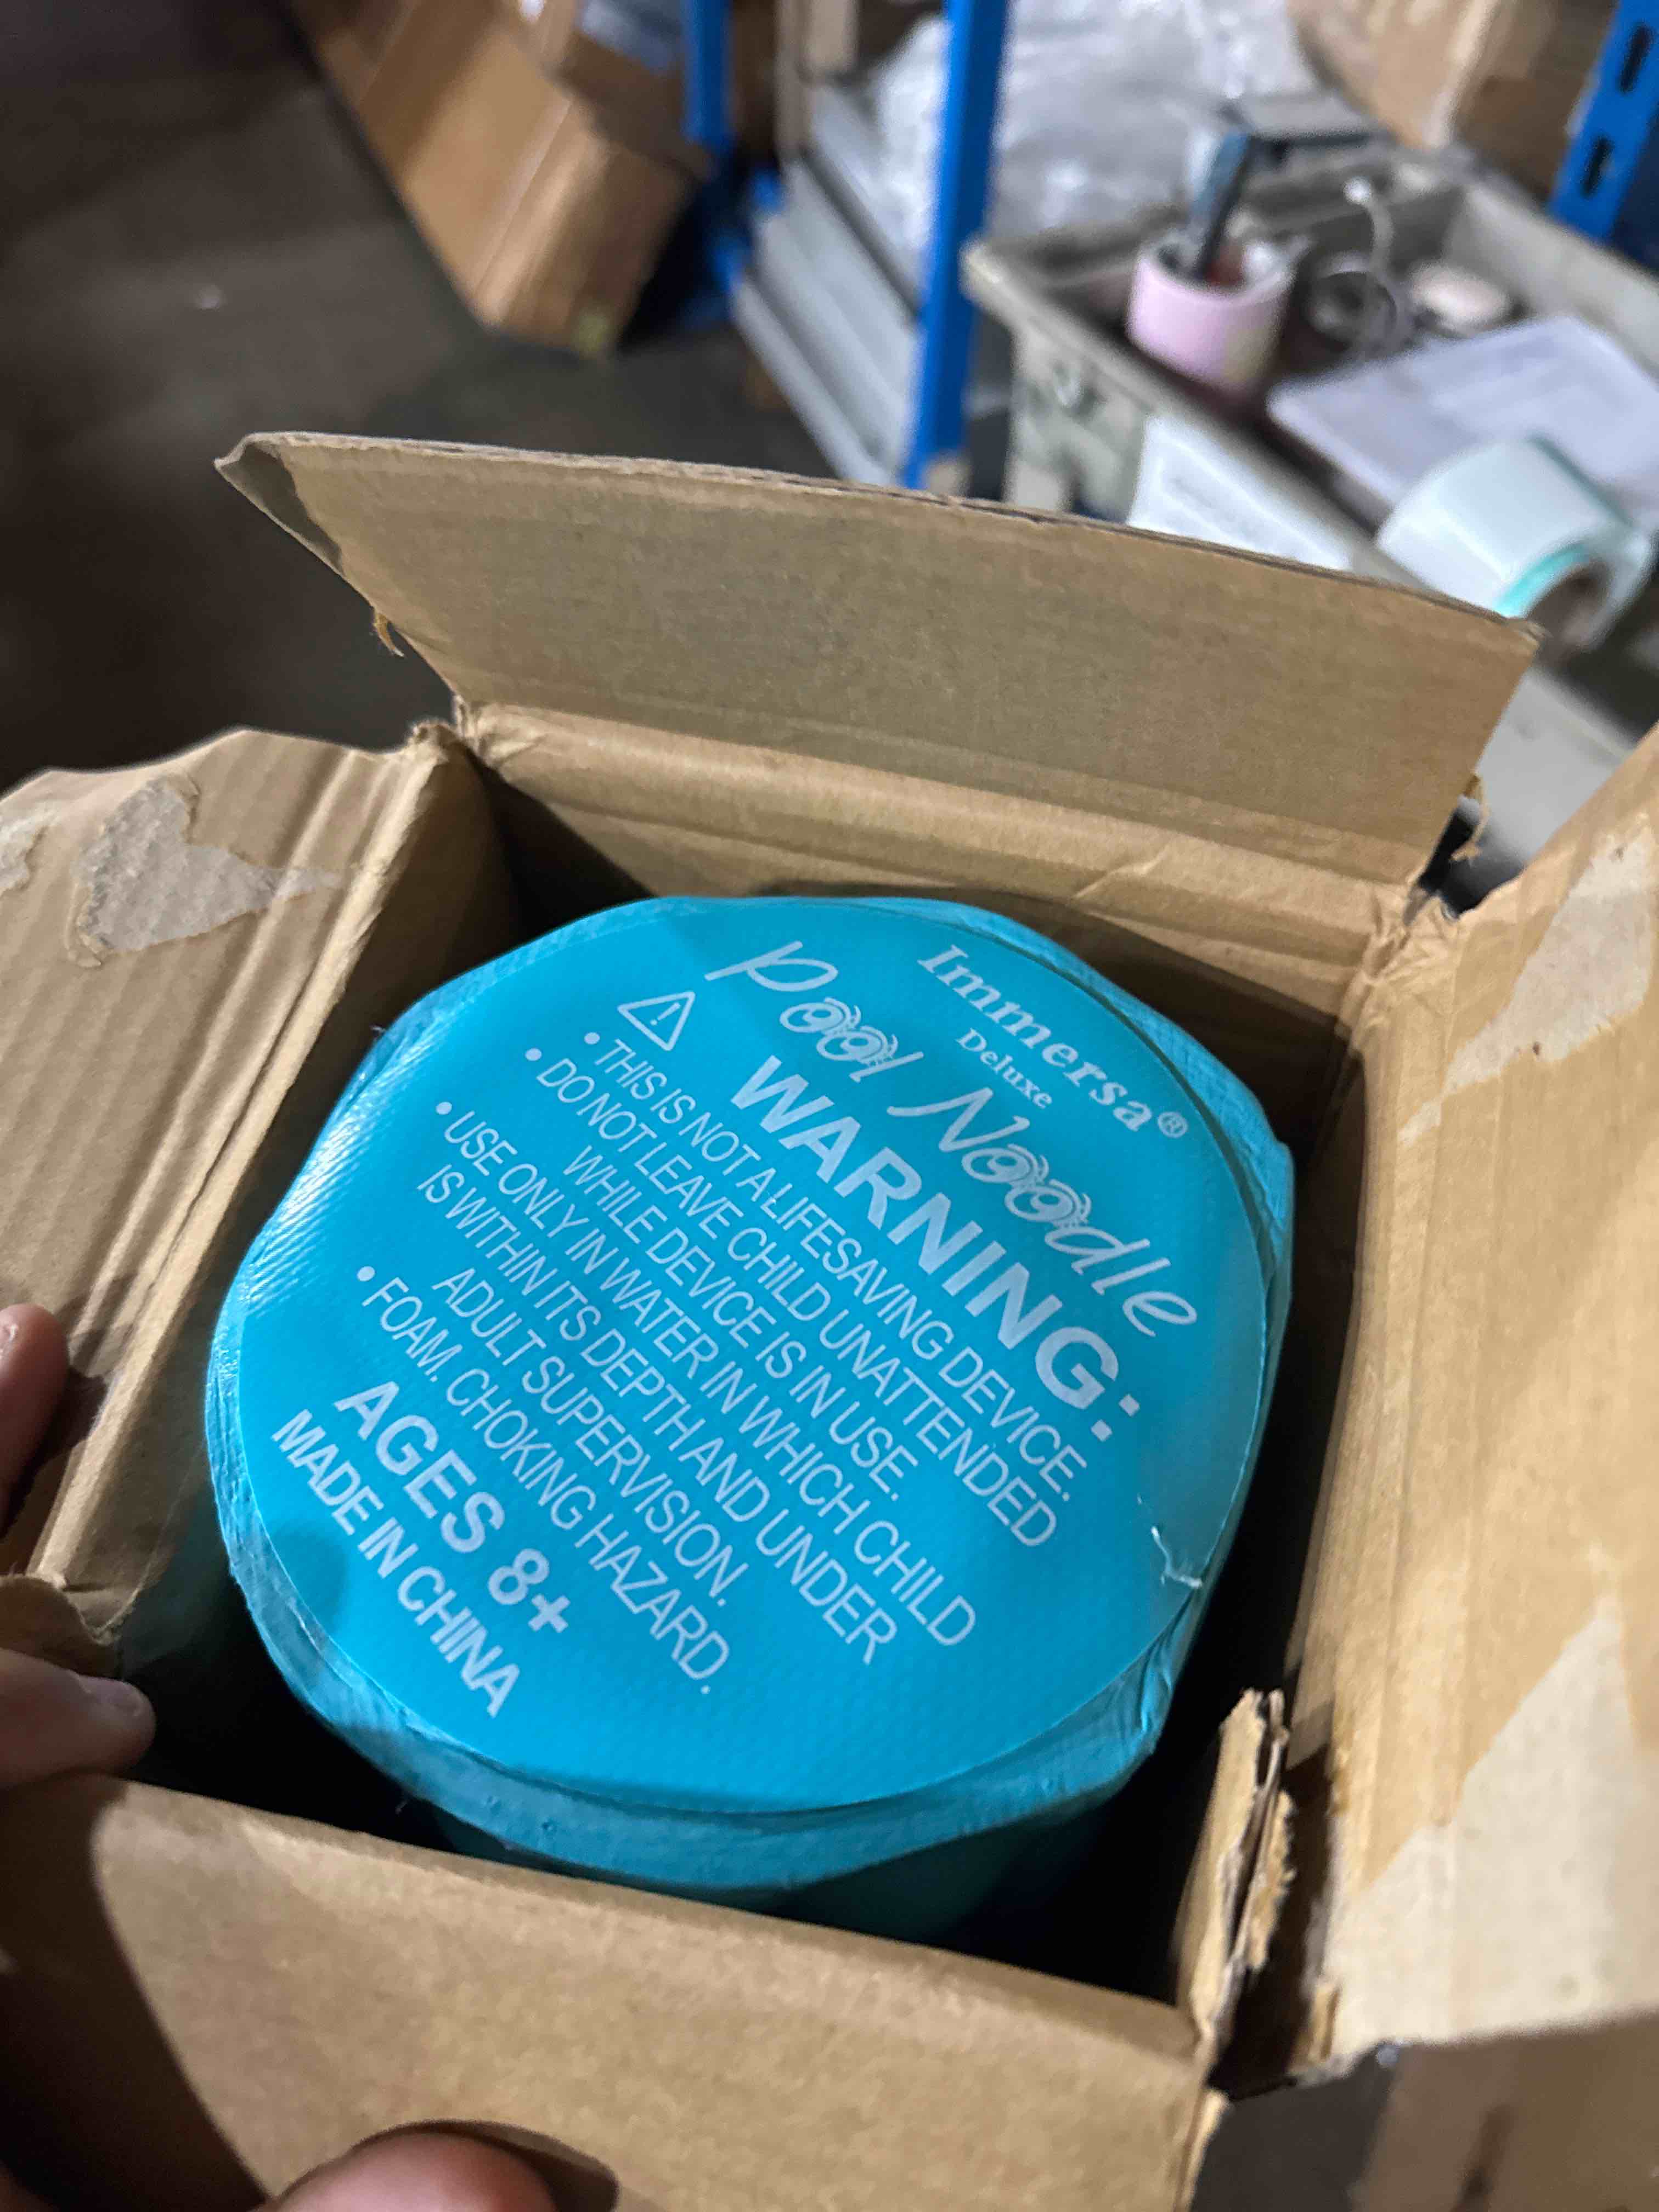 Immersa®
Deluxe
Pool Noodle
WARNING:
• THIS IS NOT A LIFESAVING DEVICE.
• DO NOT LEAVE CHILD UNATTENDED
WHILE DEVICE IS IN USE.
• USE ONLY IN WATER IN WHICH CHILD
IS WITHIN ITS DEPTH AND UNDER
ADULT SUPERVISION.
• FOAM. CHOKING HAZARD.
AGES 8+
MADE IN CHINA